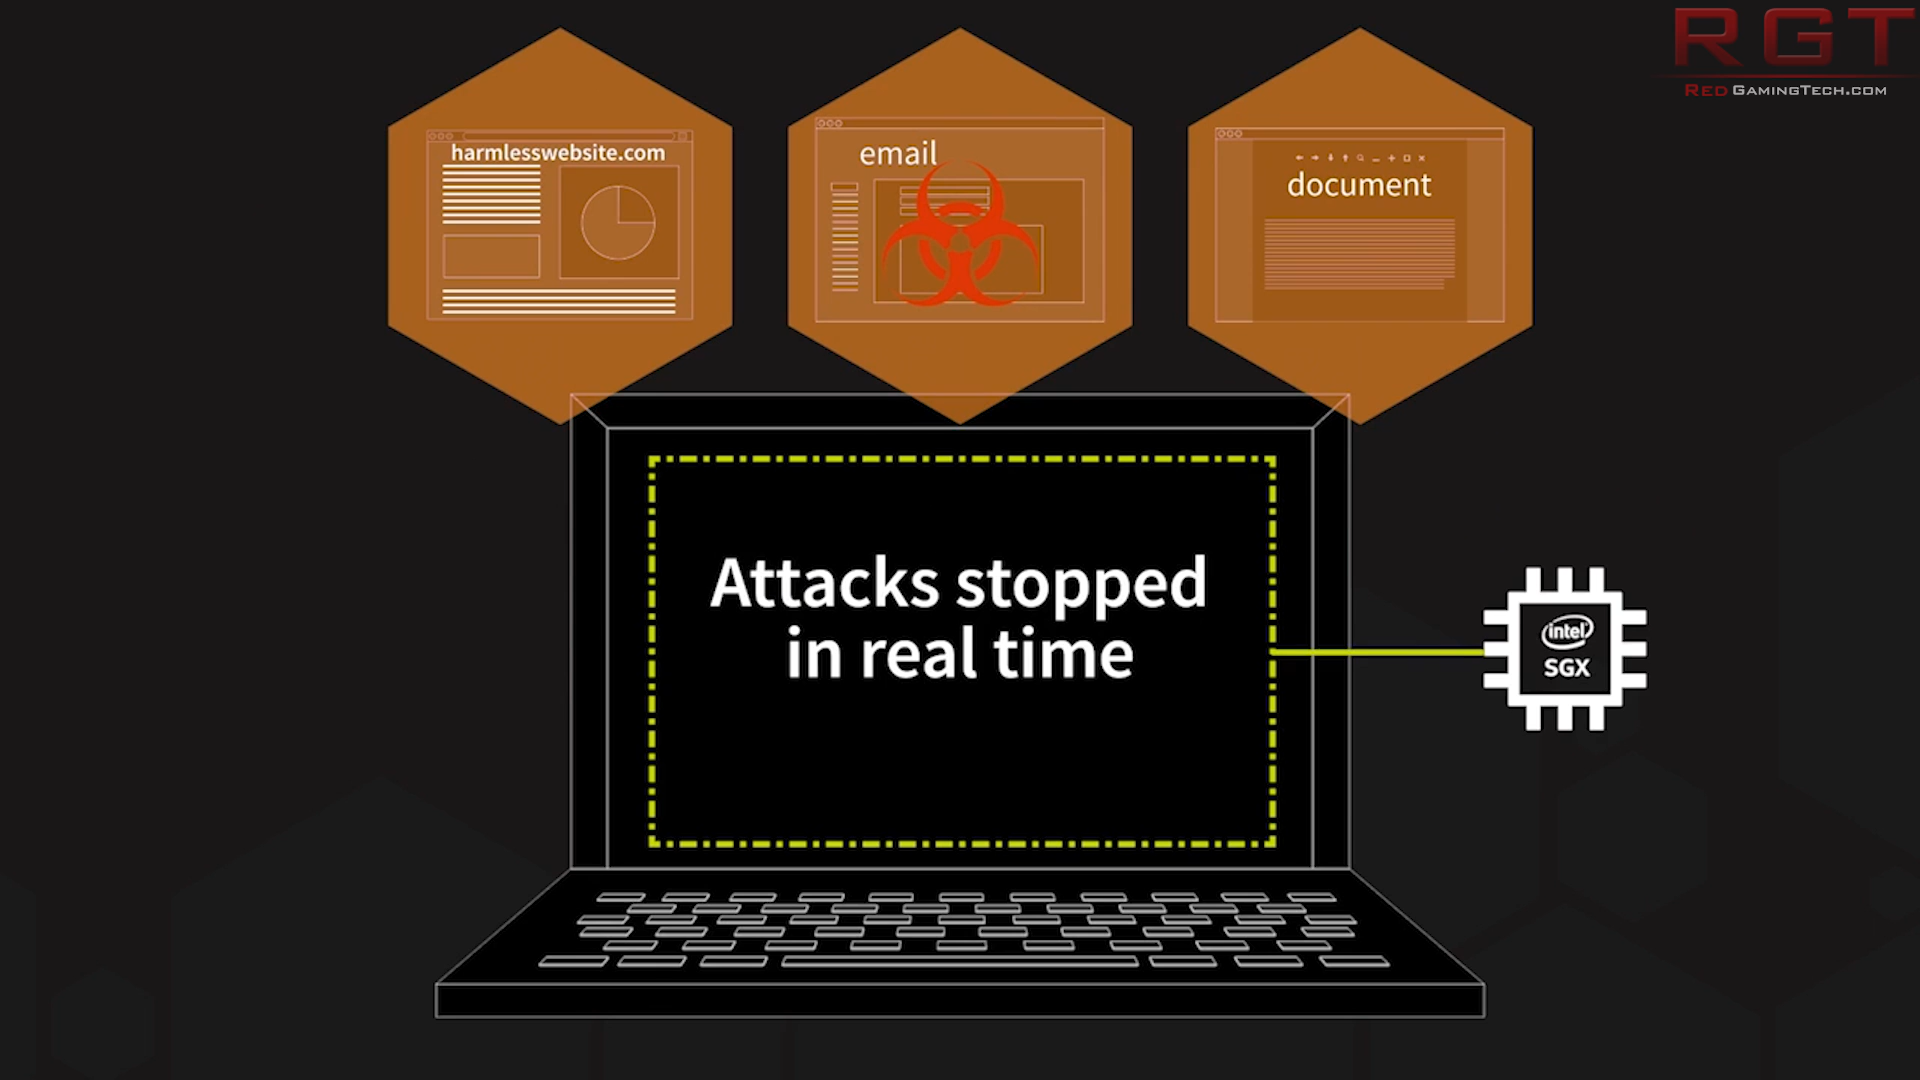 RGT
RED GAMINGTECH.COM
harmlesswebsite.com
email
document
Attacks stopped
in real time
intel
SGX